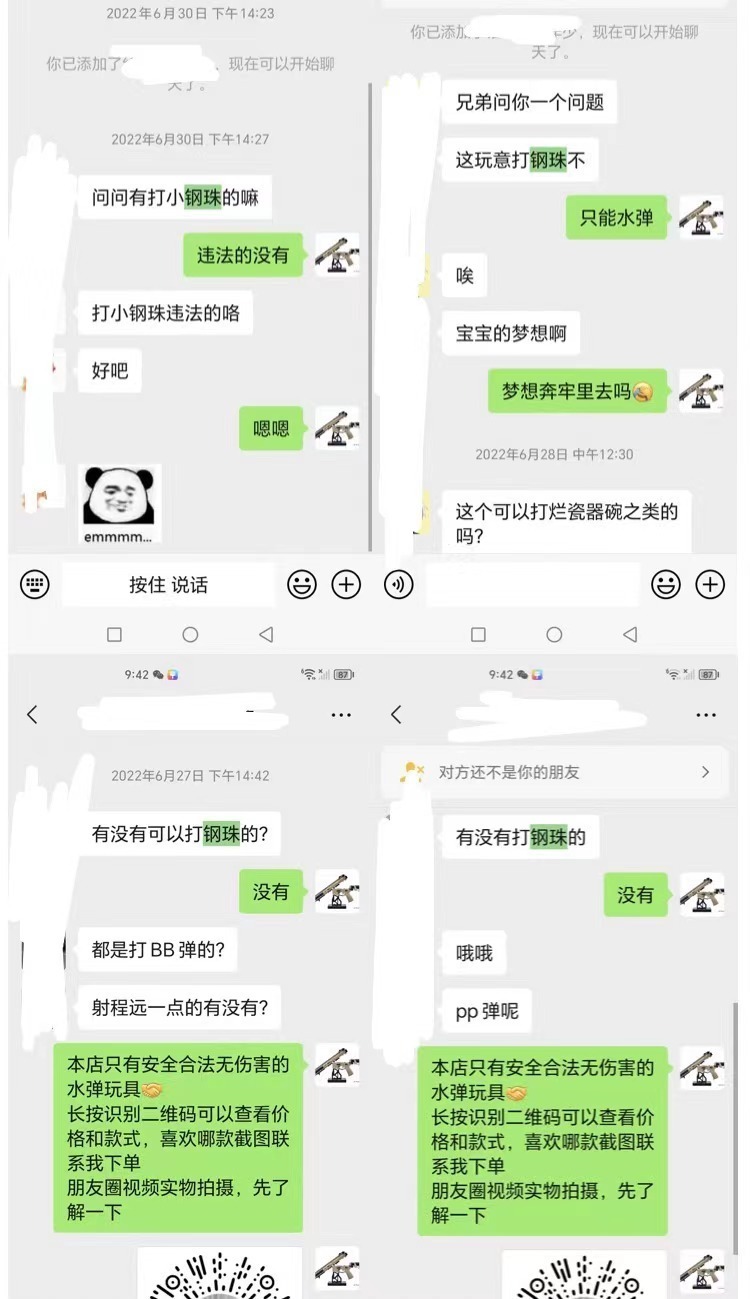 2022年6月30日 下午14:23
你已添加了
、现在可以开始聊
天了。
2022年6月30日 下午14:27
问问有打小钢珠的嘛
违法的没有
打小钢珠违法的咯
好吧
嗯嗯
emmmm...
按住 说话
你已添加了
年少，现在可以开始聊
天了。
兄弟问你一个问题
这玩意打钢珠不
只能水弹
唉
宝宝的梦想啊
梦想奔牢里去吗
2022年6月28日 中午12:30
这个可以打烂瓷器碗之类的
吗？
9:42
87
2022年6月27日 下午14:42
有没有可以打钢珠的？
没有
都是打BB弹的？
射程远一点的有没有？
本店只有安全合法无伤害的
水弹玩具
长按识别二维码可以查看价
格和款式，喜欢哪款截图联
系我下单
朋友圈视频实物拍摄，先了
解一下
9:42
87
对方还不是你的朋友
有没有打钢珠的
没有
哦哦
pp弹呢
本店只有安全合法无伤害的
水弹玩具
长按识别二维码可以查看价
格和款式，喜欢哪款截图联
系我下单
朋友圈视频实物拍摄，先了
解一下